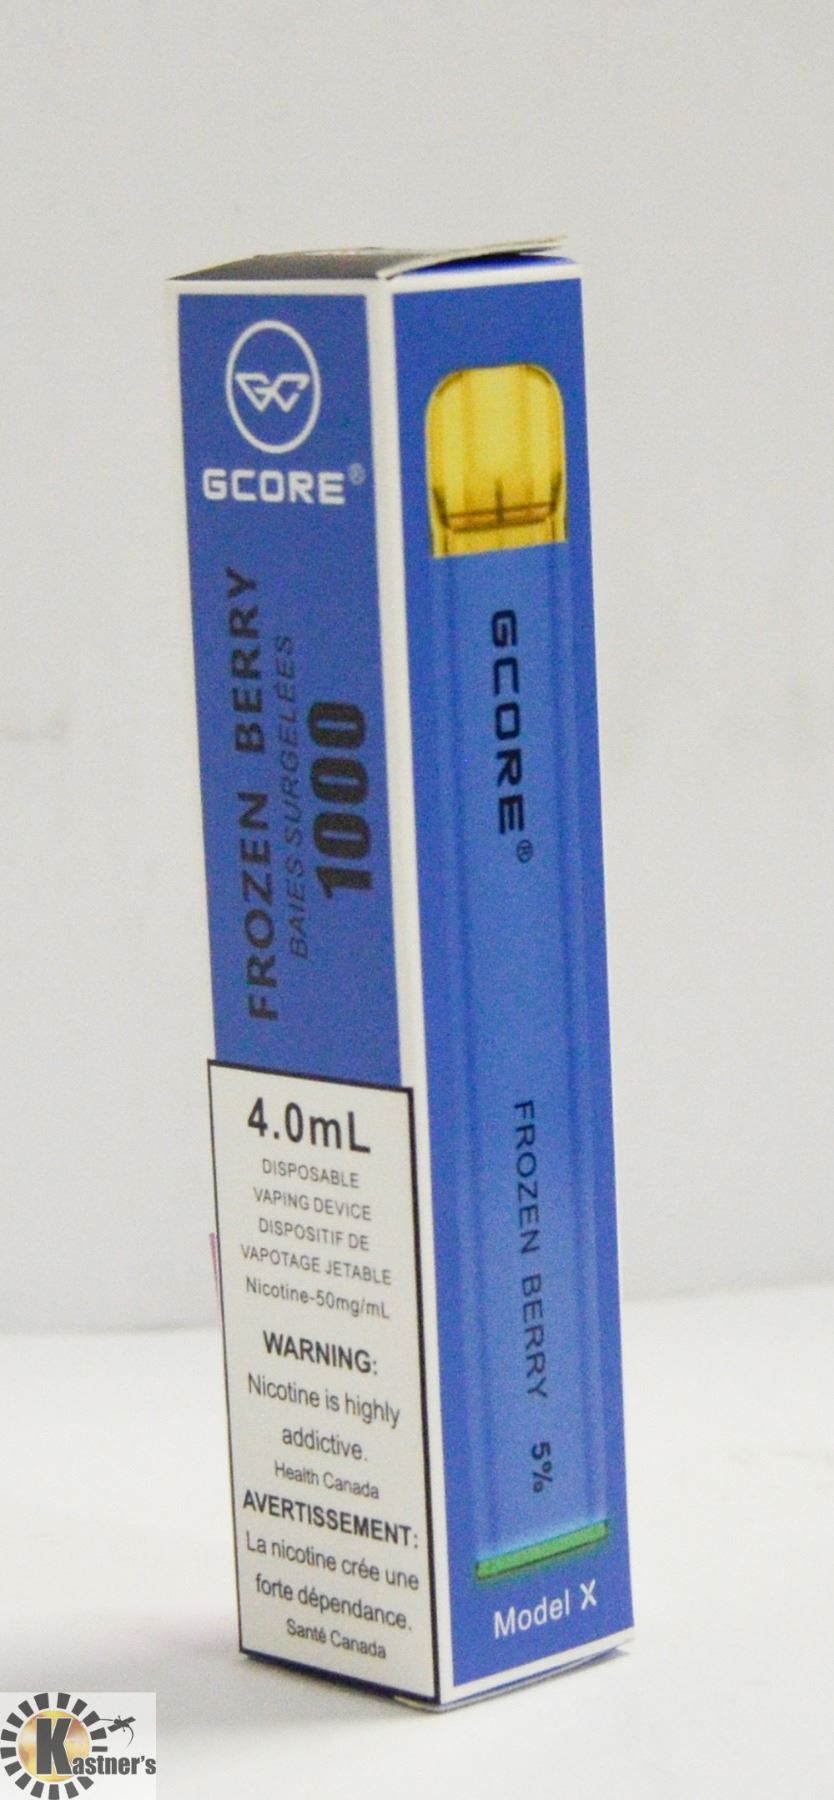 GC
GCORE®
FROZEN BERRY
BAIES SURGELÉES
1000
4.0mL
DISPOSABLE
VAPING DEVICE
DISPOSITIF DE
VAPOTAGE JETABLE
Nicotine-50mg/mL
WARNING:
Nicotine is highly
addictive.
Health Canada
AVERTISSEMENT:
La nicotine crée une
forte dépendance.
Santé Canada
GCORE®
FROZEN BERRY 5%
Model X
Kastner's